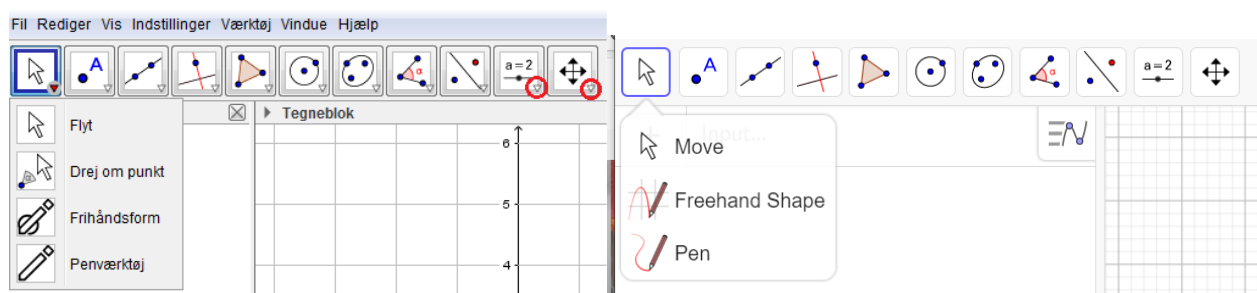 Fil Rediger Vis Indstillinger Værktøj Vindue Hjælp
A
α
a=2
Flyt
Drej om punkt
Frihåndsform
Penværktøj
Tegneblok
6
5
4
A
α
a=2
Input...
Move
Freehand Shape
Pen